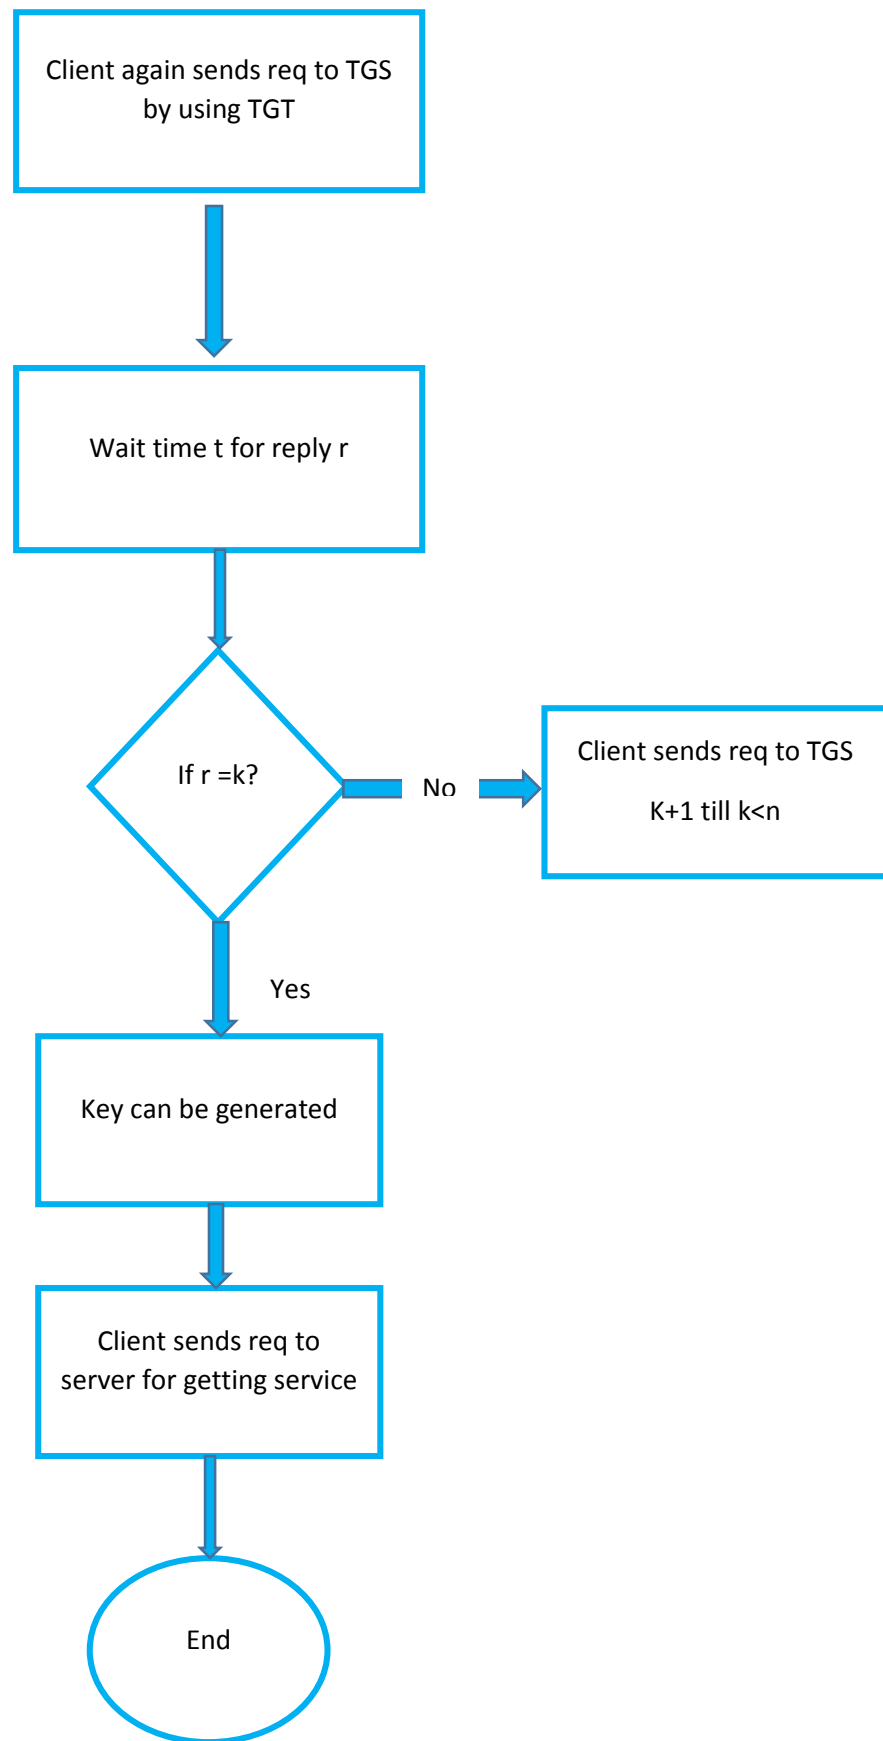 Client again sends req to TGS
by using TGT
Wait time t for reply r
If r =k?
No
Client sends req to TGS
K+1 till k<n
Yes
Key can be generated
Client sends req to
server for getting service
End